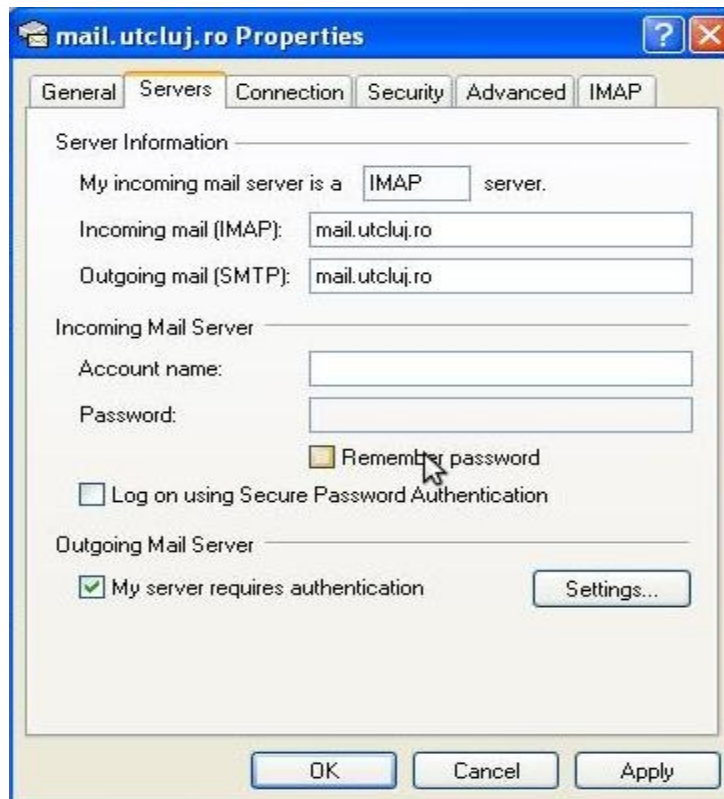 mail.utcluj.ro Properties
General Servers Connection Security Advanced IMAP
Server Information
My incoming mail server is a IMAP server.
Incoming mail (IMAP): mail.utcluj.ro
Outgoing mail (SMTP): mail.utcluj.ro
Incoming Mail Server
Account name:
Password:
Remember password
Log on using Secure Password Authentication
Outgoing Mail Server
My server requires authentication Settings...
OK Cancel Apply